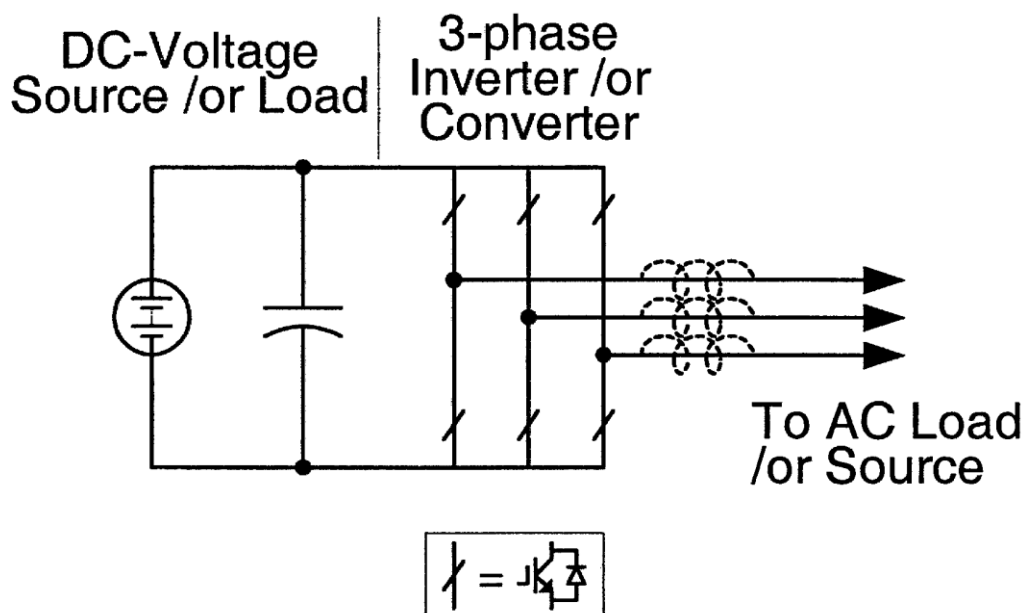 DC-Voltage
Source /or Load
3-phase
Inverter /or
Converter
To AC Load
/or Source
=